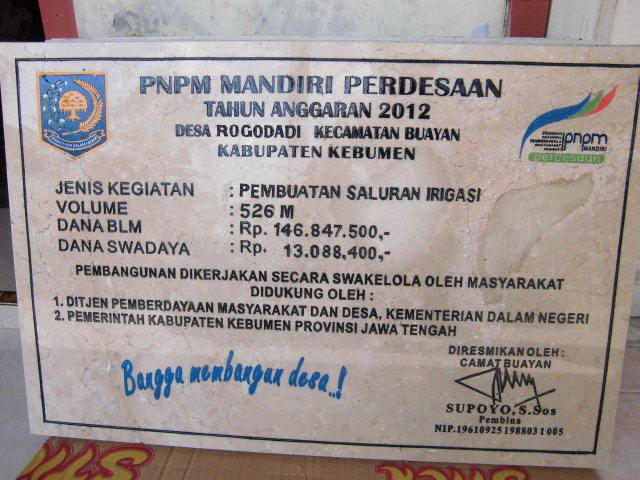 PNPM MANDIRI PERDESAAN
TAHUN ANGGARAN 2012
DESA ROGODADI KECAMATAN BUAYAN
KABUPATEN KEBUMEN
pnpm
MANDIRI
perdesaan
JENIS KEGIATAN : PEMBUATAN SALURAN IRIGASI
VOLUME : 526 M
DANA BLM : Rp. 146.847.500,-
DANA SWADAYA : Rp. 13.088.400,-
PEMBANGUNAN DIKERJAKAN SECARA SWAKELOLA OLEH MASYARAKAT
DIDUKUNG OLEH :
1. DITJEN PEMBERDAYAAN MASYARAKAT DAN DESA, KEMENTERIAN DALAM NEGERI
2. PEMERINTAH KABUPATEN KEBUMEN PROVINSI JAWA TENGAH
Bangga membangun desa..!
DIRESMIKAN OLEH :
CAMAT BUAYAN
SUPOYO, S.Sos
Pembina
NIP. 19610925 198803 1 005